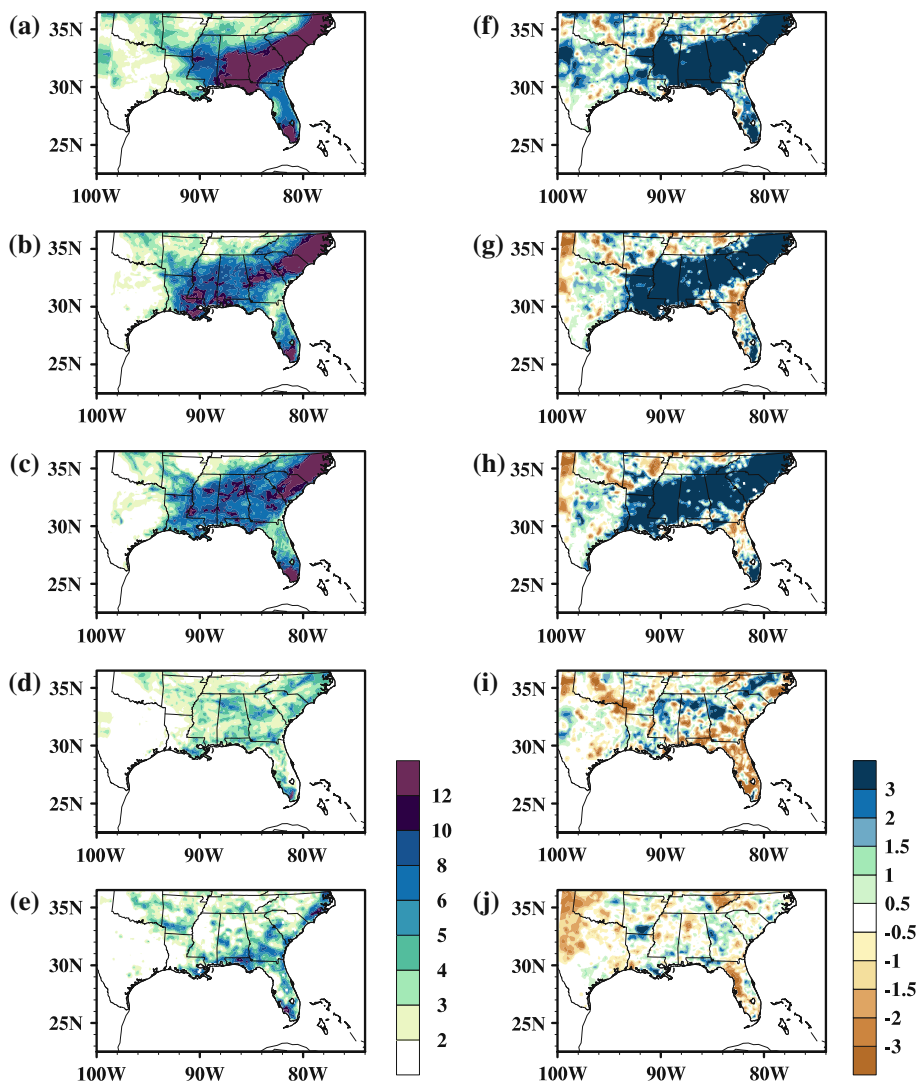 (a)
35N
30N
25N
100W 90W 80W
(f)
35N
30N
25N
100W 90W 80W
(b)
35N
30N
25N
100W 90W 80W
(g)
35N
30N
25N
100W 90W 80W
(c)
35N
30N
25N
100W 90W 80W
(h)
35N
30N
25N
100W 90W 80W
(d)
35N
30N
25N
100W 90W 80W
(i)
35N
30N
25N
100W 90W 80W
(e)
35N
30N
25N
100W 90W 80W
12
10
8
6
5
4
3
2
(j)
35N
30N
25N
100W 90W 80W
3
2
1.5
1
0.5
-0.5
-1
-1.5
-2
-3